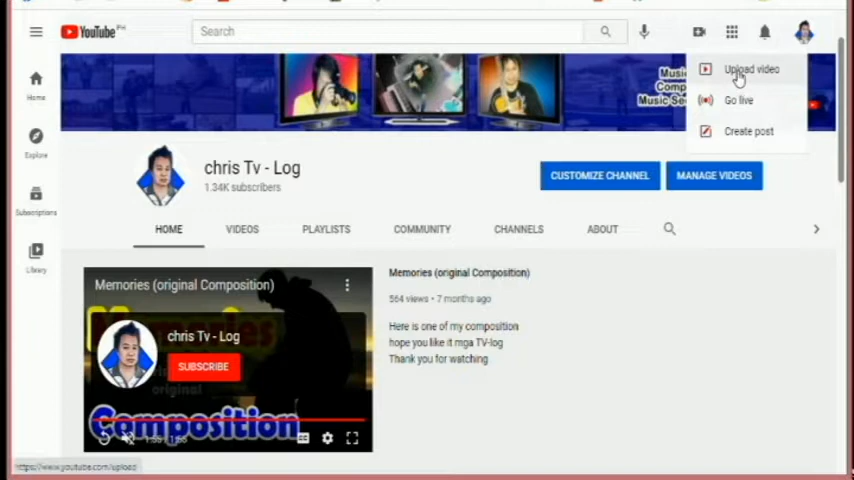 YouTube PH
Search
Upload video
Go live
Create post
Home
Explore
Subscriptions
Library
chris Tv - Log
1.34K subscribers
CUSTOMIZE CHANNEL
MANAGE VIDEOS
HOME
VIDEOS
PLAYLISTS
COMMUNITY
CHANNELS
ABOUT
Memories (original Composition)
chris Tv - Log
SUBSCRIBE
original
Composition
Memories (original Composition)
564 views • 7 months ago
Here is one of my composition
hope you like it mga TV-log
Thank you for watching
https://www.youtube.com/upload